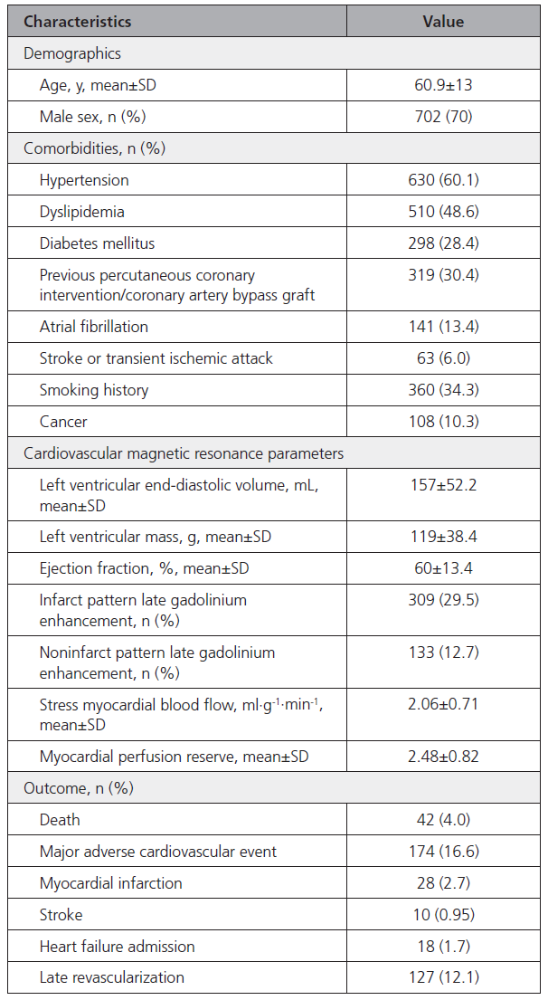 Characteristics Value
Demographics
Age, y, mean±SD 60.9±13
Male sex, n (%) 702 (70)
Comorbidities, n (%)
Hypertension 630 (60.1)
Dyslipidemia 510 (48.6)
Diabetes mellitus 298 (28.4)
Previous percutaneous coronary
intervention/coronary artery bypass graft 319 (30.4)
Atrial fibrillation 141 (13.4)
Stroke or transient ischemic attack 63 (6.0)
Smoking history 360 (34.3)
Cancer 108 (10.3)
Cardiovascular magnetic resonance parameters
Left ventricular end-diastolic volume, mL,
mean±SD 157±52.2
Left ventricular mass, g, mean±SD 119±38.4
Ejection fraction, %, mean±SD 60±13.4
Infarct pattern late gadolinium
enhancement, n (%) 309 (29.5)
Noninfarct pattern late gadolinium
enhancement, n (%) 133 (12.7)
Stress myocardial blood flow, ml·g⁻¹·min⁻¹,
mean±SD 2.06±0.71
Myocardial perfusion reserve, mean±SD 2.48±0.82
Outcome, n (%)
Death 42 (4.0)
Major adverse cardiovascular event 174 (16.6)
Myocardial infarction 28 (2.7)
Stroke 10 (0.95)
Heart failure admission 18 (1.7)
Late revascularization 127 (12.1)